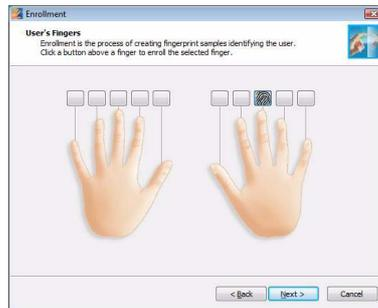 Enrollment
User's Fingers
Enrollment is the process of creating fingerprint samples identifying the user.
Click a button above a finger to enroll the selected finger.
< Back
Next >
Cancel